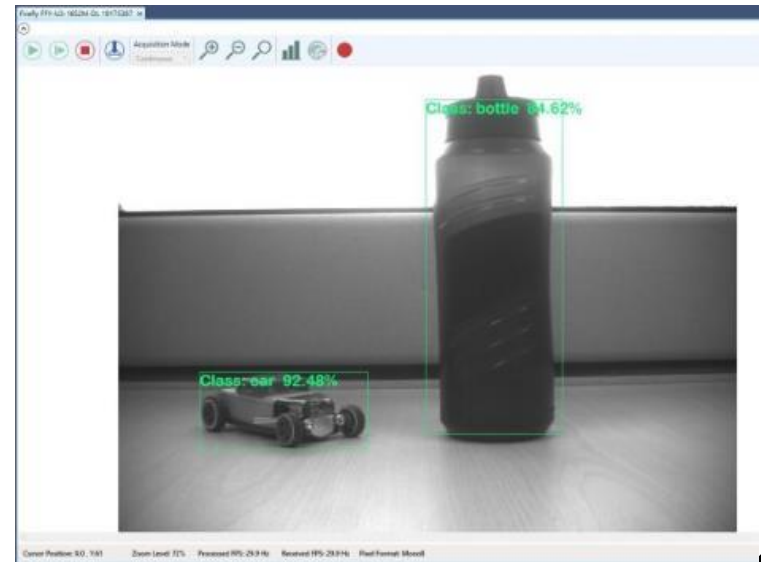 Acquisition Mode
Continuous
Class: bottle 84.62%
Class: car 92.48%
Zoom Level: 72% Processed FPS: 29.9 Hz Received FPS: 29.9 Hz Pixel Format: Mono8